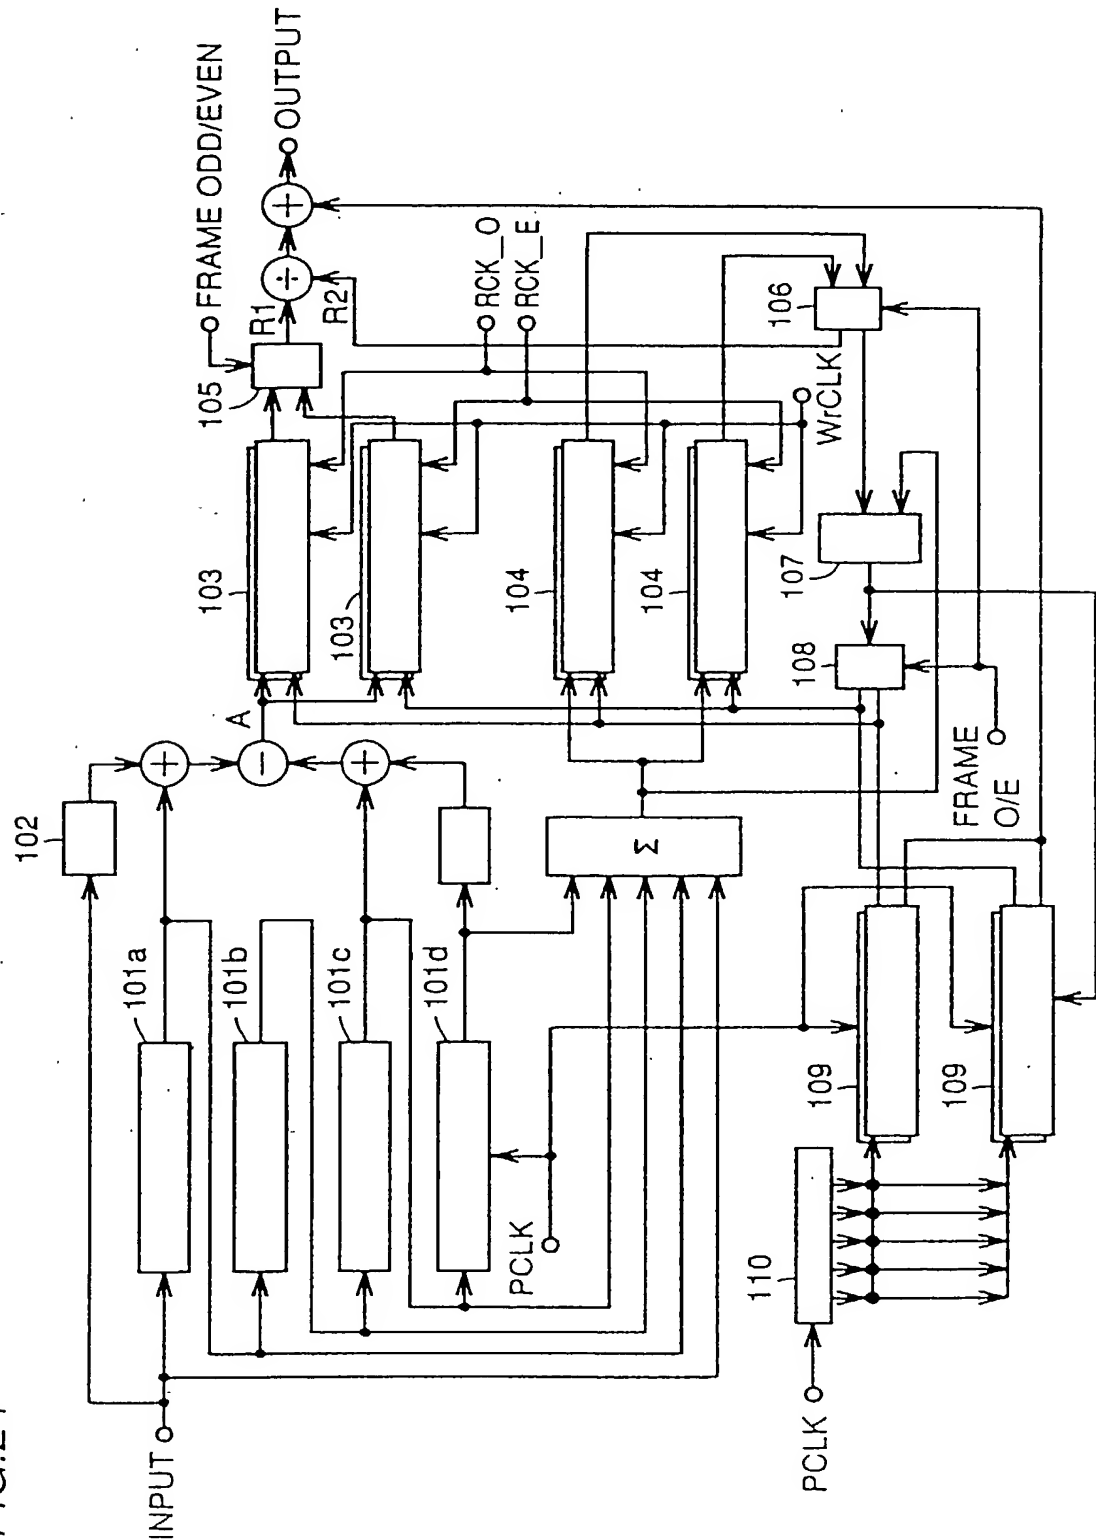 INPUT
102
101a
101b
101c
101d
PCLK
Σ
A
103
103
104
104
105
R1
R2
FRAME ODD/EVEN
OUTPUT
RCK_O
RCK_E
WrCLK
106
107
108
FRAME
O/E
109
109
110
PCLK